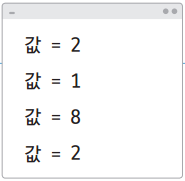 값 = 2
값 = 1
값 = 8
값 = 2